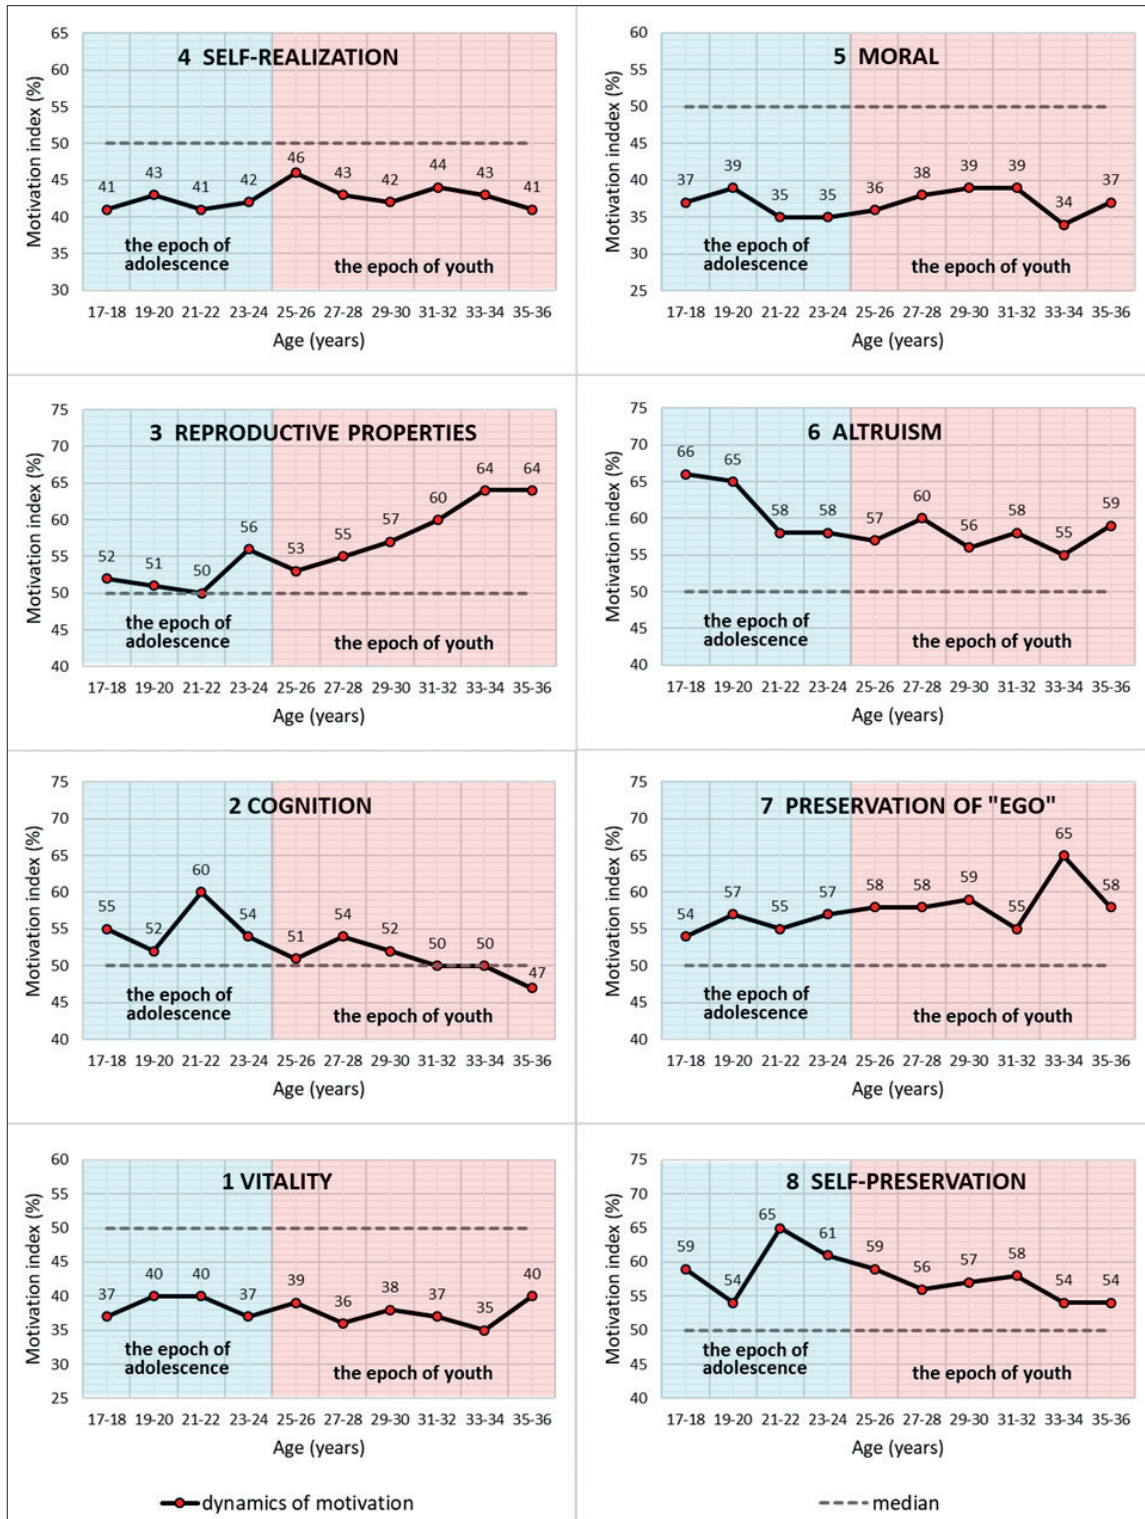 4 SELF-REALIZATION
Motivation index (%)
65
60
55
50
45
40
35
30
41 43 41 42 46 43 42 44 43 41
the epoch of
adolescence
the epoch of youth
17-18 19-20 21-22 23-24 25-26 27-28 29-30 31-32 33-34 35-36
Age (years)
5 MORAL
Motivation inddex (%)
60
55
50
45
40
35
30
25
37 39 35 35 36 38 39 39 34 37
the epoch of
adolescence
the epoch of youth
17-18 19-20 21-22 23-24 25-26 27-28 29-30 31-32 33-34 35-36
Age (years)
3 REPRODUCTIVE PROPERTIES
Motivation index (%)
75
70
65
60
55
50
45
40
52 51 50 56 53 55 57 60 64 64
the epoch of
adolescence
the epoch of youth
17-18 19-20 21-22 23-24 25-26 27-28 29-30 31-32 33-34 35-36
Age (years)
6 ALTRUISM
Motivation index (%)
75
70
65
60
55
50
45
40
66 65 58 58 57 60 56 58 55 59
the epoch of
adolescence
the epoch of youth
17-18 19-20 21-22 23-24 25-26 27-28 29-30 31-32 33-34 35-36
Age (years)
2 COGNITION
Motivation index (%)
75
70
65
60
55
50
45
40
55 52 60 54 51 54 52 50 50 47
the epoch of
adolescence
the epoch of youth
17-18 19-20 21-22 23-24 25-26 27-28 29-30 31-32 33-34 35-36
Age (years)
7 PRESERVATION OF "EGO"
Motivation index (%)
75
70
65
60
55
50
45
40
54 57 55 57 58 58 59 55 65 58
the epoch of
adolescence
the epoch of youth
17-18 19-20 21-22 23-24 25-26 27-28 29-30 31-32 33-34 35-36
Age (years)
1 VITALITY
Motivation index (%)
60
55
50
45
40
35
30
25
37 40 40 37 39 36 38 37 35 40
the epoch of
adolescence
the epoch of youth
17-18 19-20 21-22 23-24 25-26 27-28 29-30 31-32 33-34 35-36
Age (years)
8 SELF-PRESERVATION
Motivation index (%)
75
70
65
60
55
50
45
40
59 54 65 61 59 56 57 58 54 54
the epoch of
adolescence
the epoch of youth
17-18 19-20 21-22 23-24 25-26 27-28 29-30 31-32 33-34 35-36
Age (years)
dynamics of motivation
median